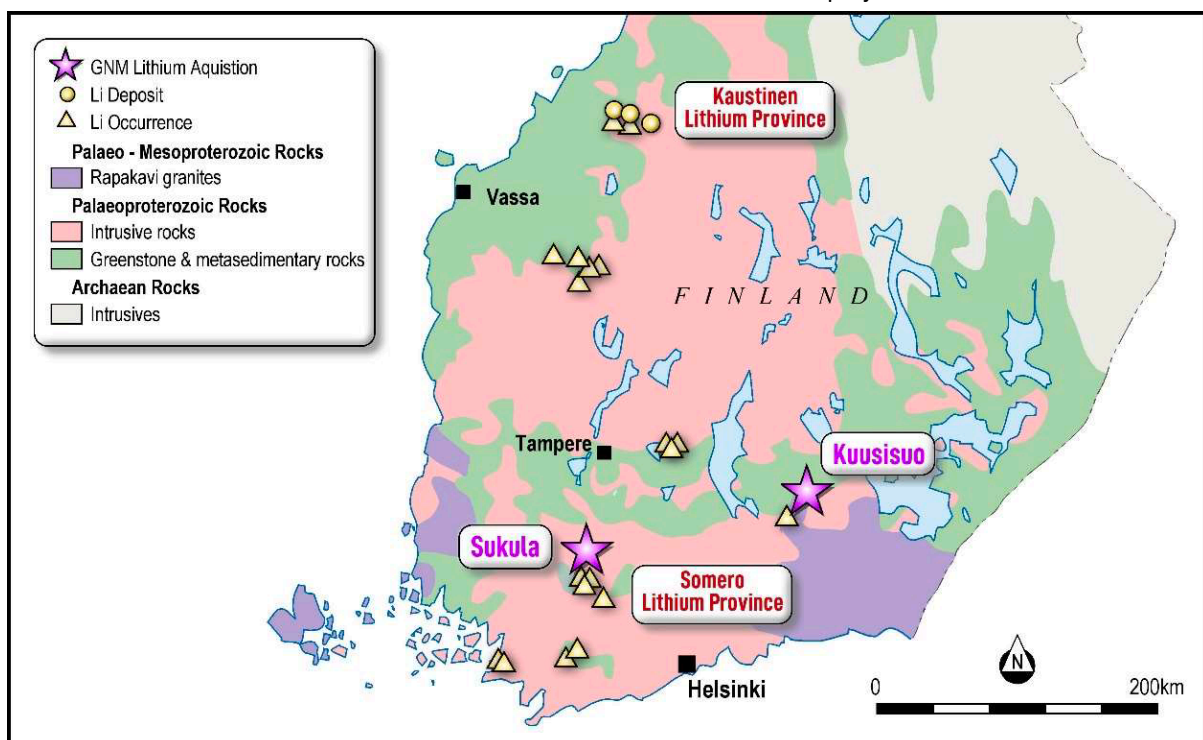 GNM Lithium Aquistion
Li Deposit
Li Occurrence
Palaeo - Mesoproterozoic Rocks
Rapakavi granites
Palaeoproterozoic Rocks
Intrusive rocks
Greenstone & metasedimentary rocks
Archaean Rocks
Intrusives
Kaustinen
Lithium Province
Vassa
FINLAND
Tampere
Kuusisuo
Sukula
Somero
Lithium Province
Helsinki
N
0
200km